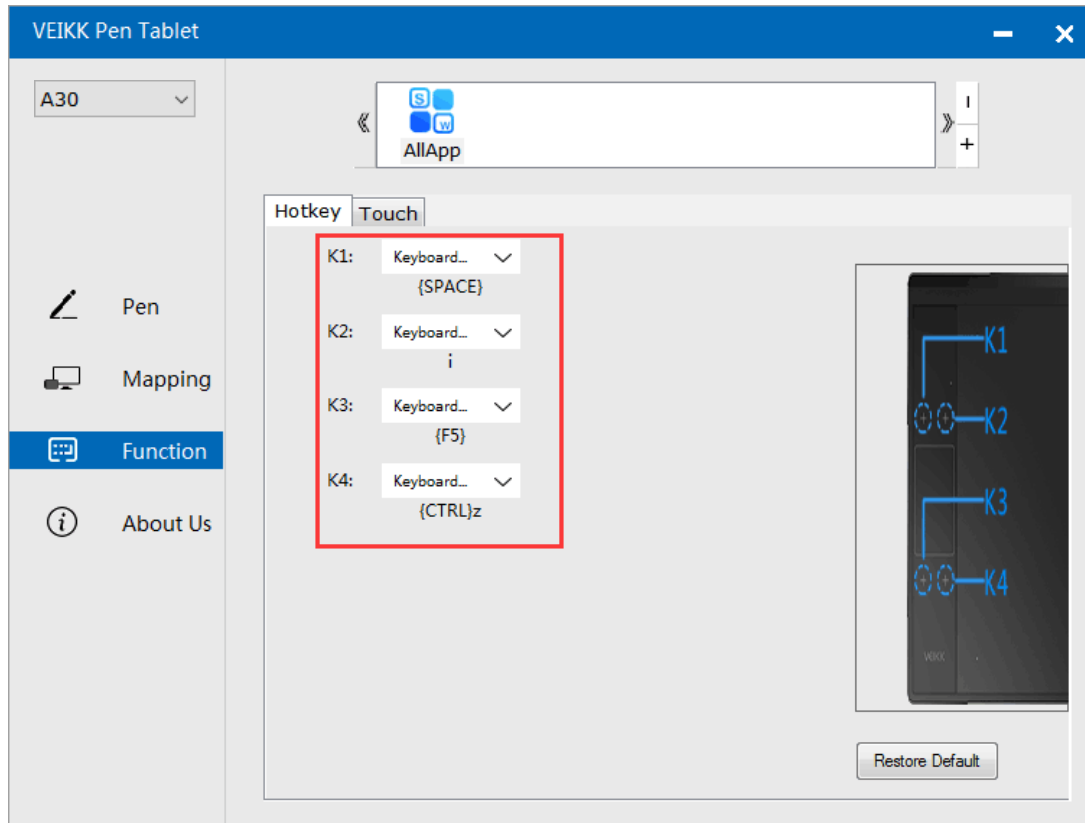 VEIKK Pen Tablet
A30
S
W
AllApp
Hotkey
Touch
K1: Keyboard...
{SPACE}
K2: Keyboard...
i
K3: Keyboard...
{F5}
K4: Keyboard...
{CTRL}z
Pen
Mapping
Function
About Us
K1
K2
K3
K4
VEIKK
Restore Default